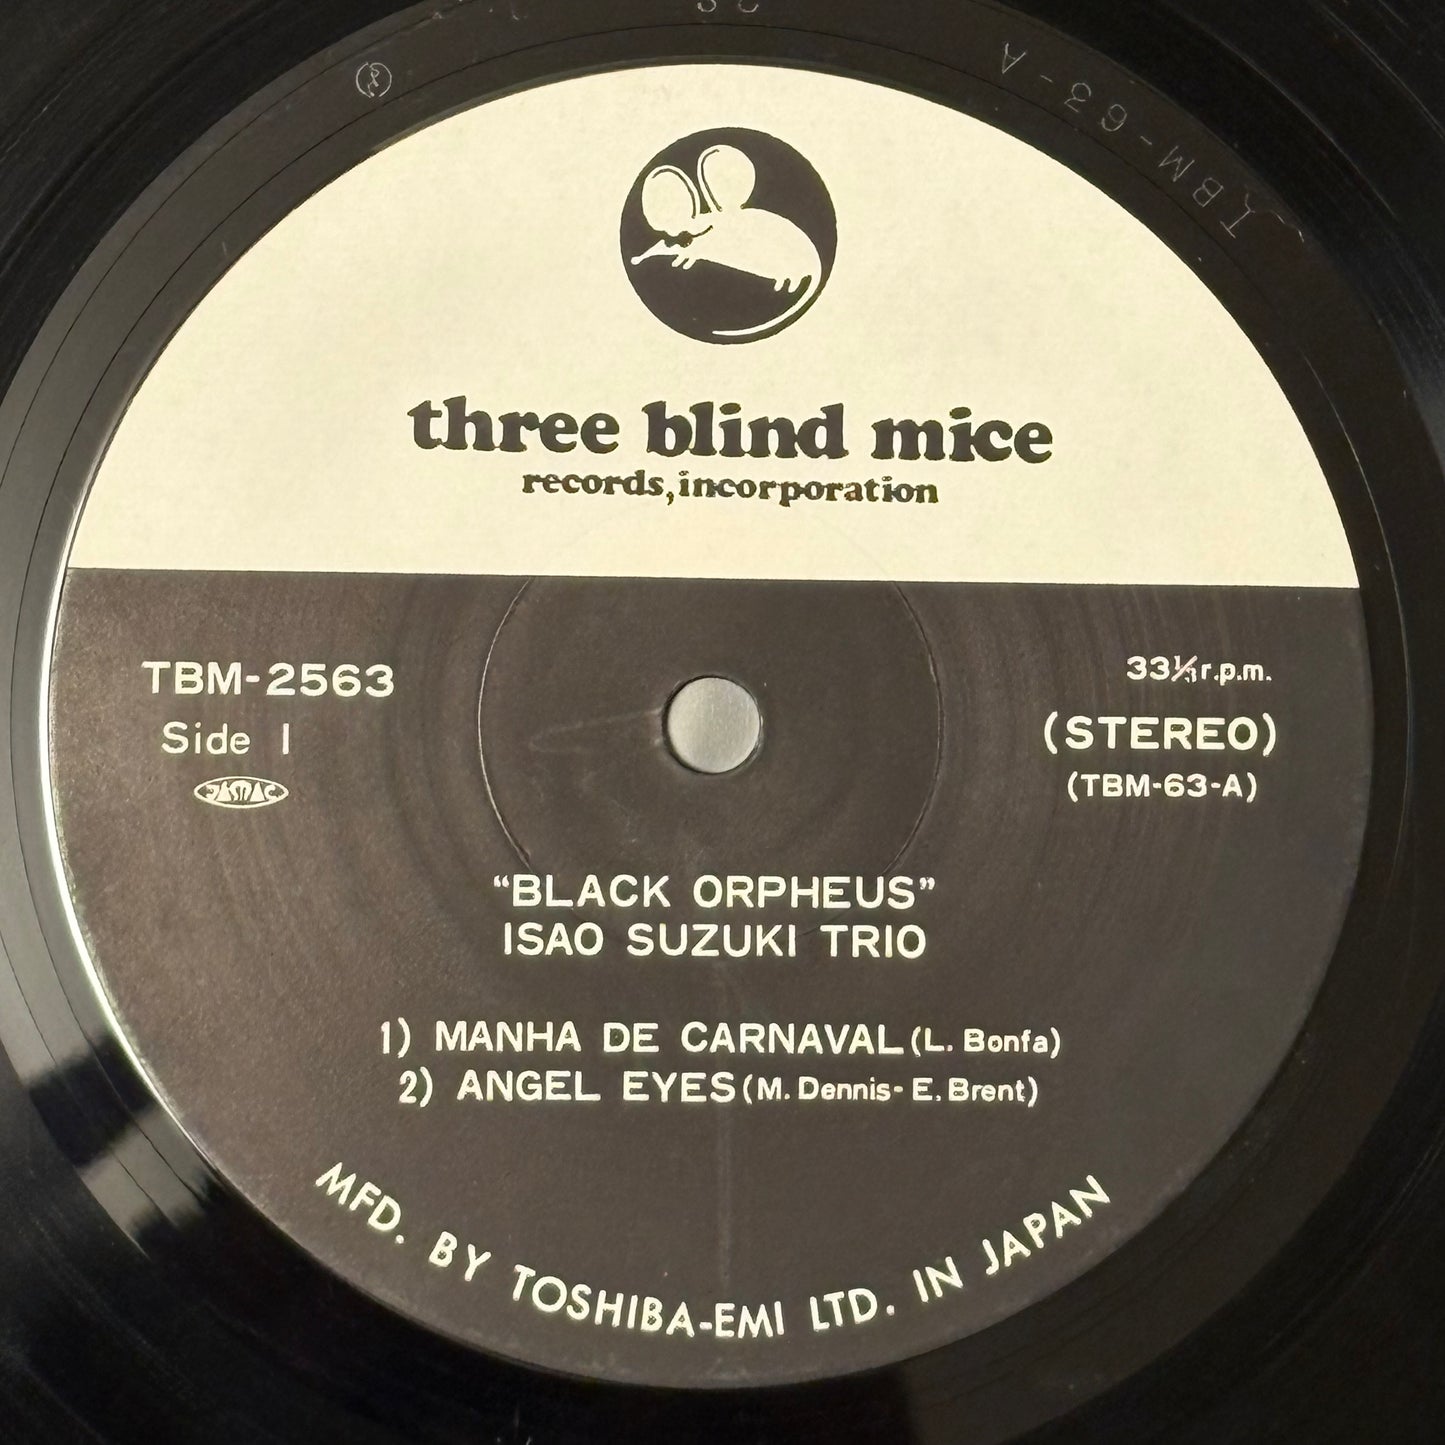 TBM-63-A
three blind mice
records, incorporation
TBM-2563
33⅓ r.p.m.
Side 1
(STEREO)
JASRAC
(TBM-63-A)
“BLACK ORPHEUS”
ISAO SUZUKI TRIO
1) MANHA DE CARNAVAL (L. Bonfa)
2) ANGEL EYES (M. Dennis - E. Brent)
MFD. BY TOSHIBA-EMI LTD. IN JAPAN